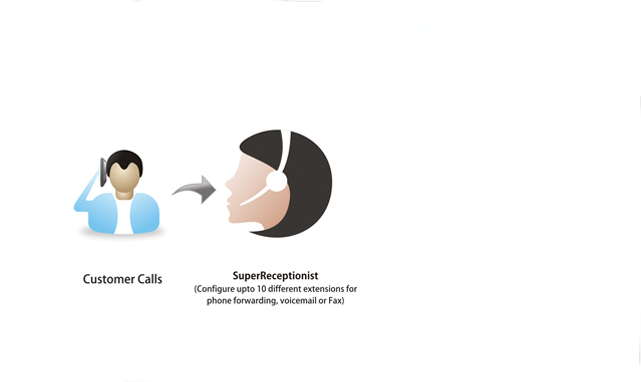 Customer Calls
SuperReceptionist
(Configure upto 10 different extensions for
phone forwarding, voicemail or Fax)